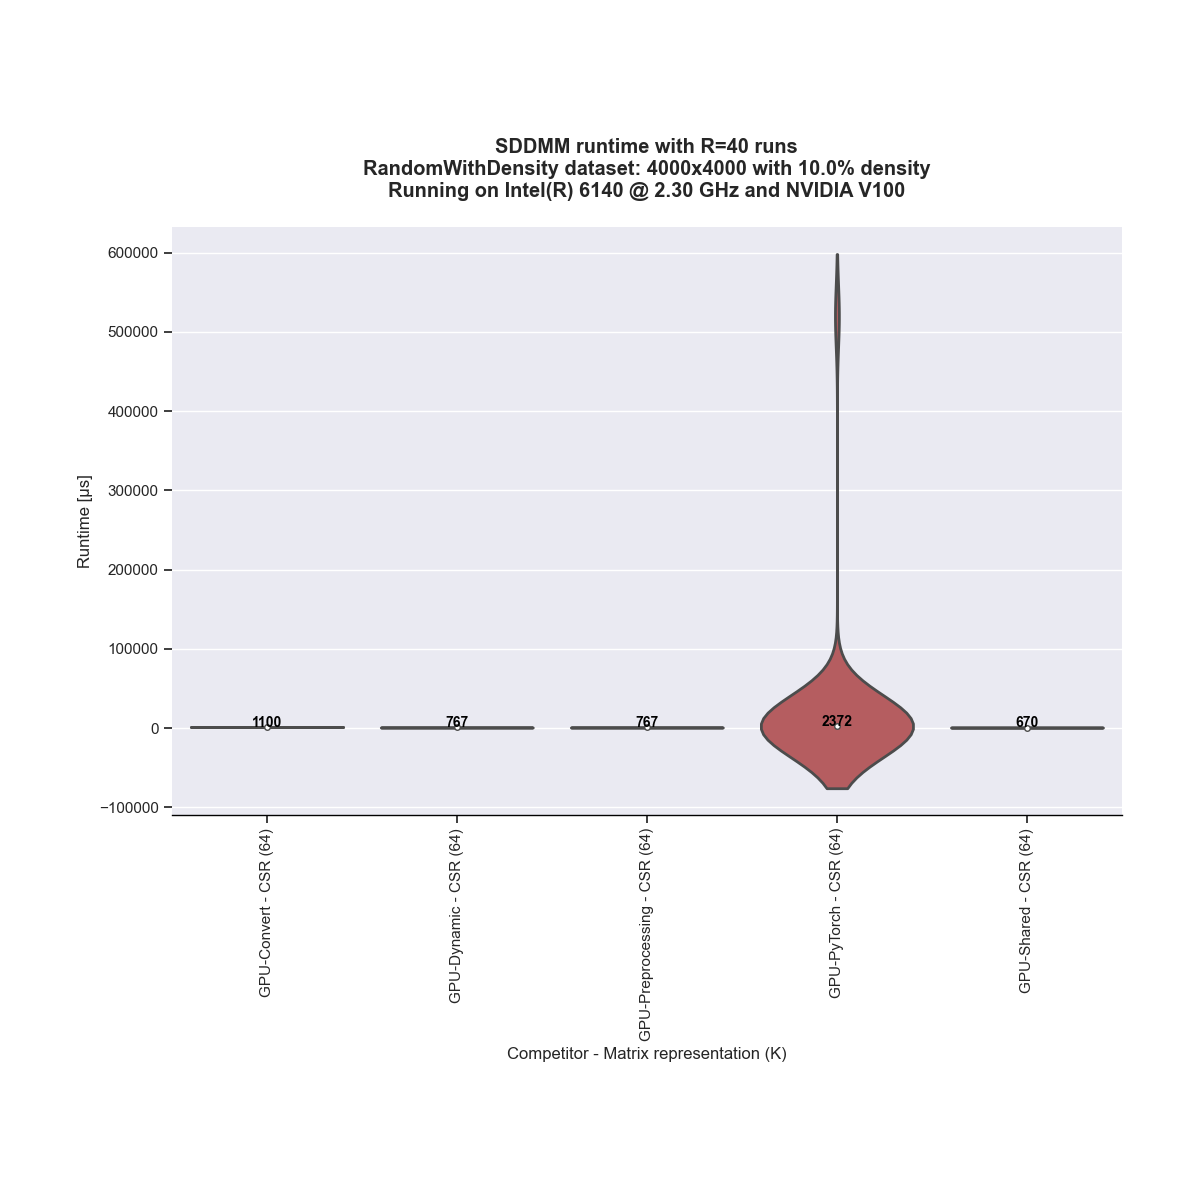 SDDMM runtime with R=40 runs
RandomWithDensity dataset: 4000x4000 with 10.0% density
Running on Intel(R) 6140 @ 2.30 GHz and NVIDIA V100
Runtime [µs]
600000
500000
400000
300000
200000
100000
0
−100000
1100
767
767
2372
670
GPU-Convert - CSR (64)
GPU-Dynamic - CSR (64)
GPU-Preprocessing - CSR (64)
GPU-PyTorch - CSR (64)
GPU-Shared - CSR (64)
Competitor - Matrix representation (K)